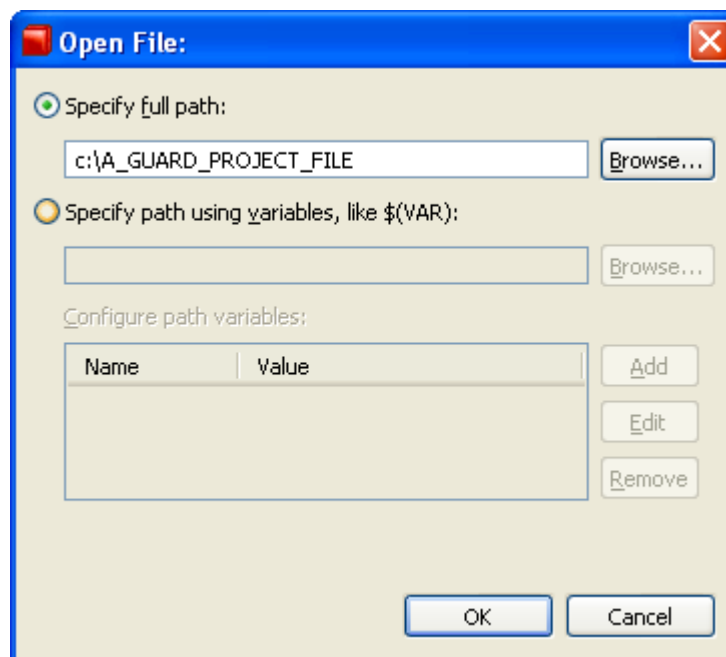 Open File:
Specify full path:
c:\A_GUARD_PROJECT_FILE
Browse...
Specify path using variables, like $(VAR):
Browse...
Configure path variables:
Name Value
Add
Edit
Remove
OK Cancel